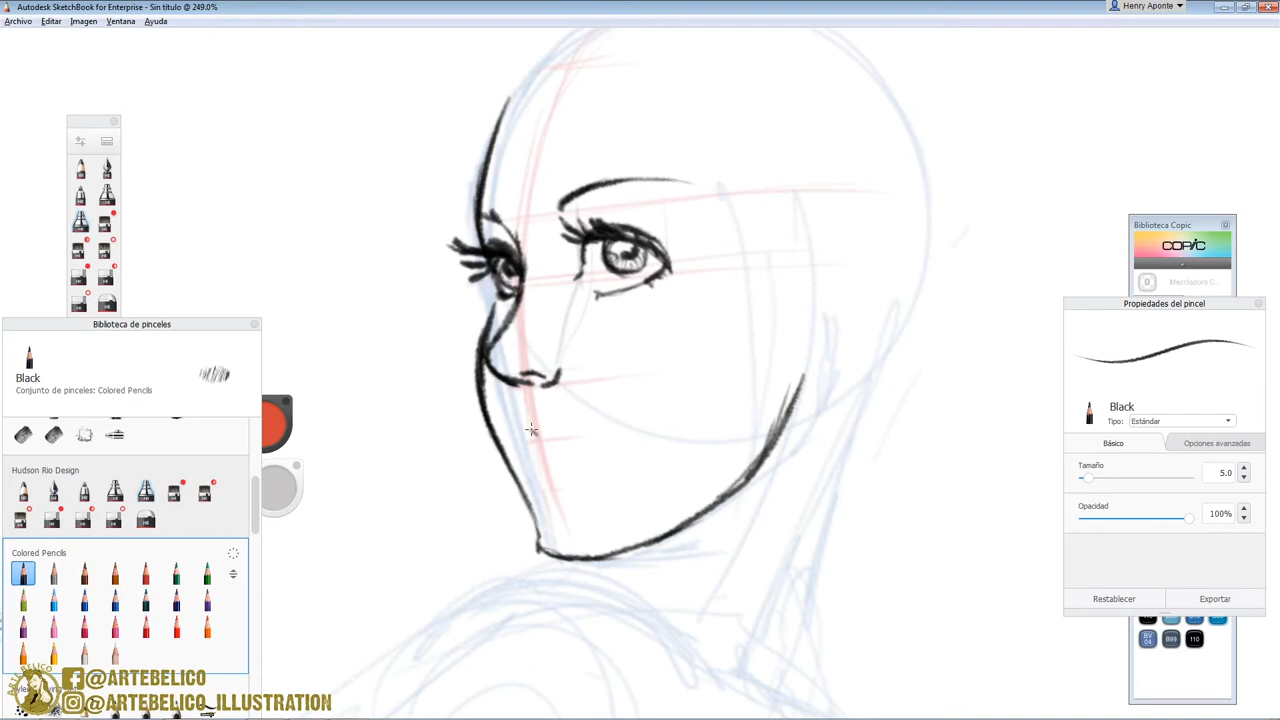 Autodesk SketchBook for Enterprise - Sin título @ 249.0%
Henry Aponte
Archivo Editar Imagen Ventana Ayuda
Biblioteca de pinceles
Black
Conjunto de pinceles: Colored Pencils
Hudson Rio Design
Colored Pencils
@ARTEBELICO
@ARTEBELICO_ILLUSTRATION
Biblioteca Copic
COPIC
Mezcladora C...
Propiedades del pincel
Black
Tipo: Estándar
Básico
Opciones avanzadas
Tamaño
5.0
Opacidad
100%
Restablecer
Exportar
BV
04
B99
110